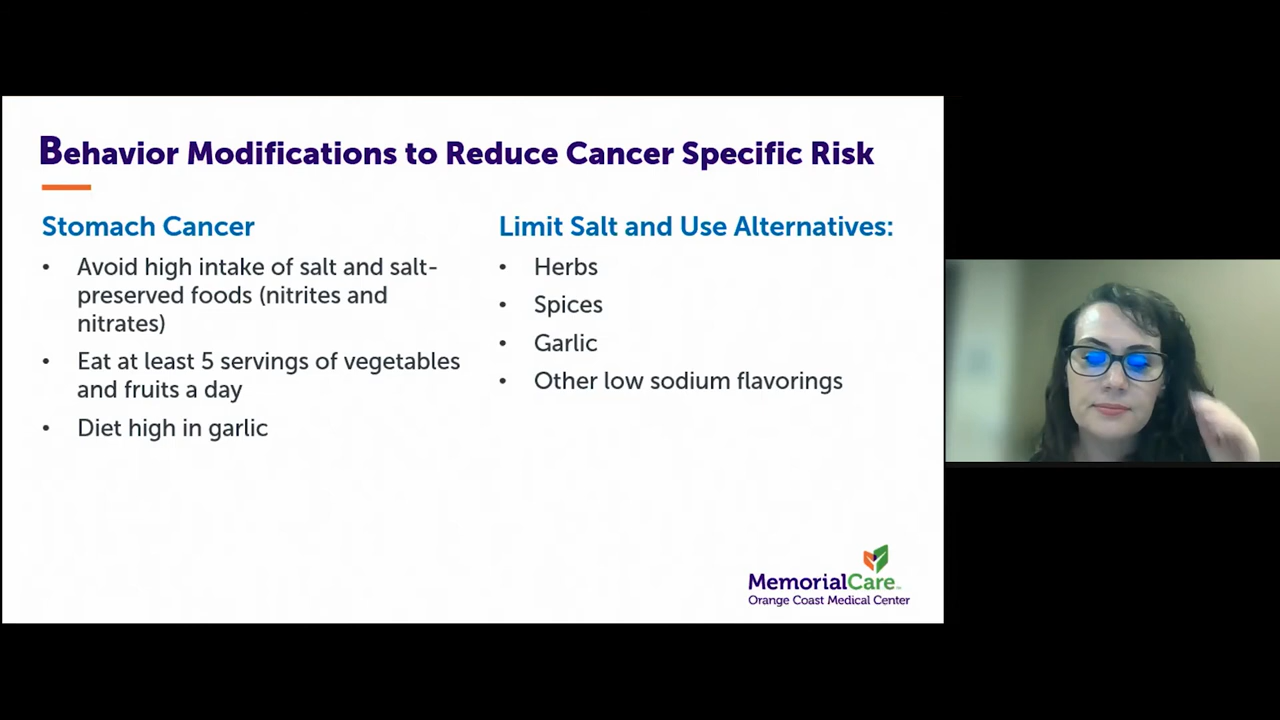 Behavior Modifications to Reduce Cancer Specific Risk
Stomach Cancer
• Avoid high intake of salt and salt-
preserved foods (nitrites and
nitrates)
• Eat at least 5 servings of vegetables
and fruits a day
• Diet high in garlic
Limit Salt and Use Alternatives:
• Herbs
• Spices
• Garlic
• Other low sodium flavorings
MemorialCare
Orange Coast Medical Center